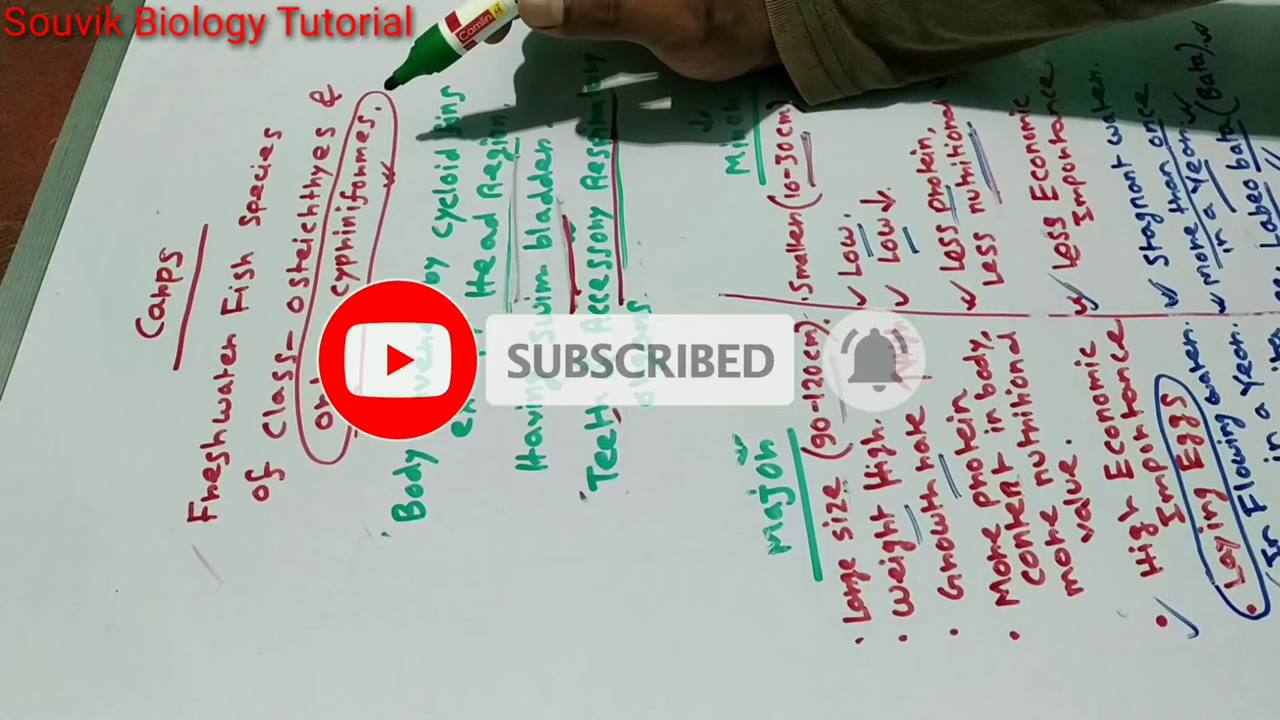 Souvik Biology Tutorial
Camlin
Carps
Freshwater Fish species
of class - osteichthyes &
cypriniformes.
Body by cycloid
Head Region.
Having swim bladder.
Teeth Accessory Respiratory
SUBSCRIBED
Major
• Large size (90-120cm).
• Weight High.
• Growth rate
• More protein in body,
content nutritional
more value.
• High Economic
Importance
• Laying Eggs
(In Flowing water.
in a year.
Minor
• Smaller (10-30cm)
Low.
Low ↓.
Less protein,
Less nutritional
Less Economic
Importance
Stagnant water.
More than once
in a year
Labeo bata (Bata)